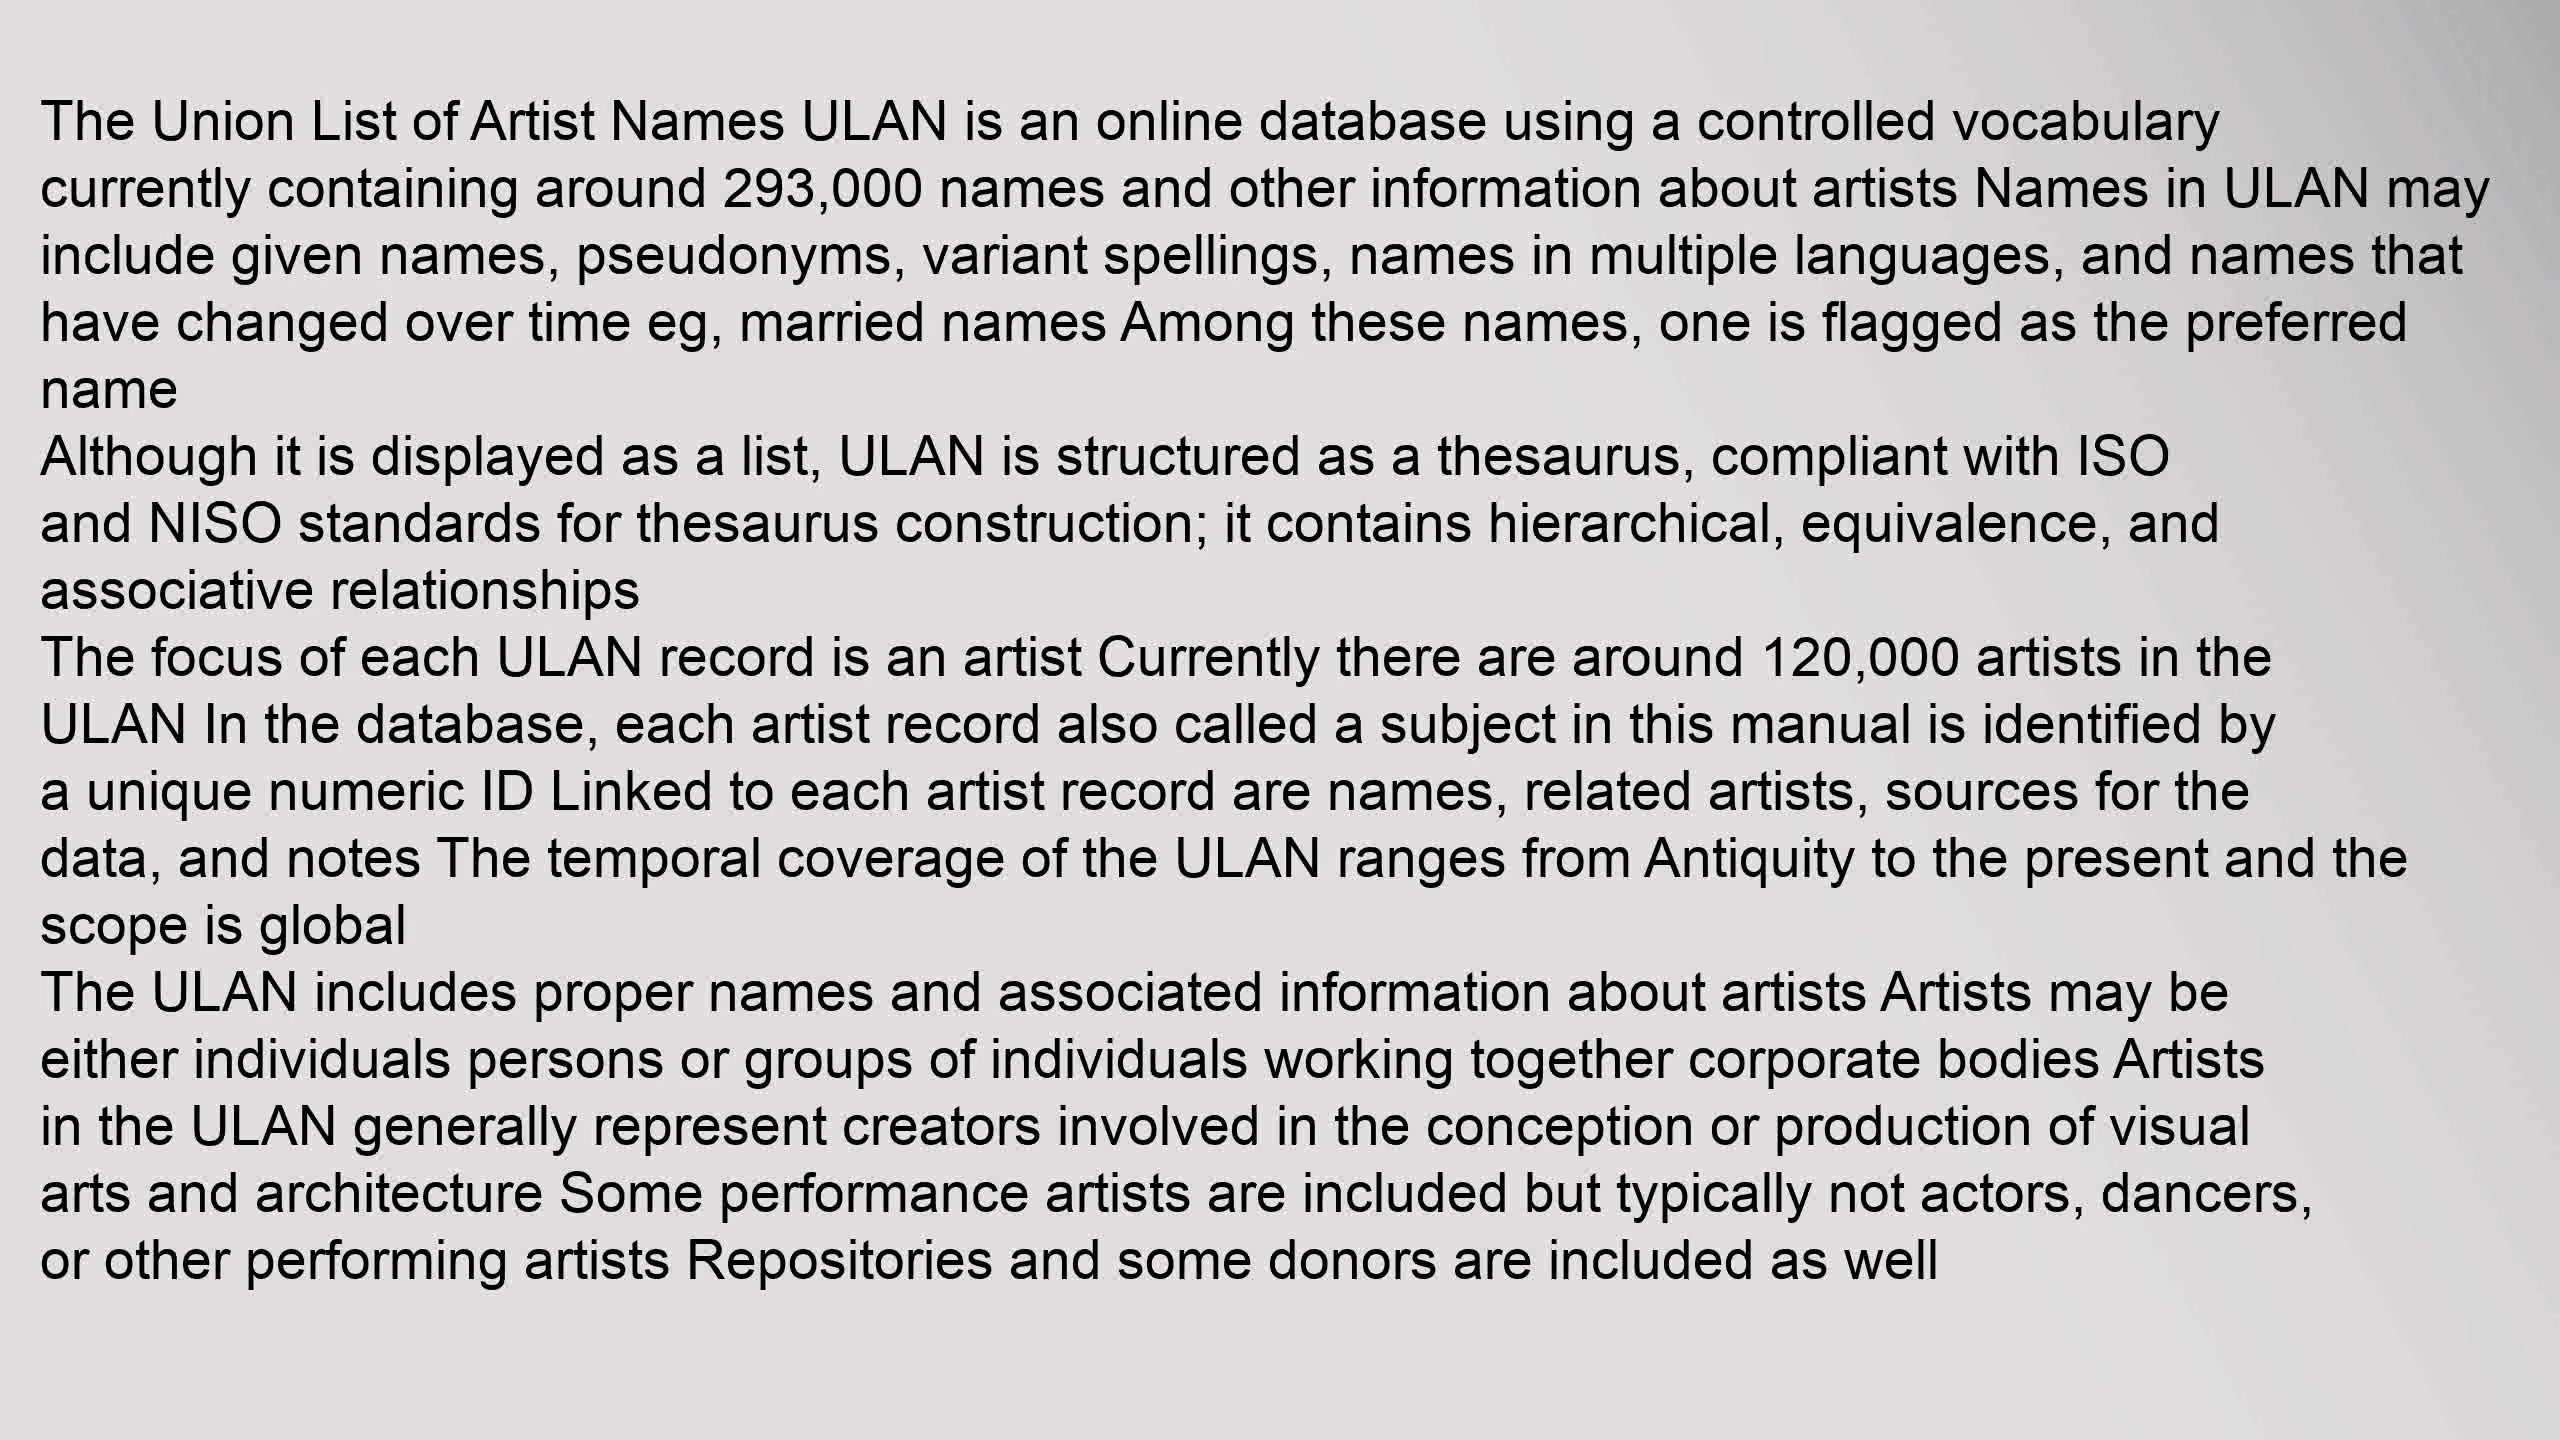 The Union List of Artist Names ULAN is an online database using a controlled vocabulary
currently containing around 293,000 names and other information about artists Names in ULAN may
include given names, pseudonyms, variant spellings, names in multiple languages, and names that
have changed over time eg, married names Among these names, one is flagged as the preferred
name
Although it is displayed as a list, ULAN is structured as a thesaurus, compliant with ISO
and NISO standards for thesaurus construction; it contains hierarchical, equivalence, and
associative relationships
The focus of each ULAN record is an artist Currently there are around 120,000 artists in the
ULAN In the database, each artist record also called a subject in this manual is identified by
a unique numeric ID Linked to each artist record are names, related artists, sources for the
data, and notes The temporal coverage of the ULAN ranges from Antiquity to the present and the
scope is global
The ULAN includes proper names and associated information about artists Artists may be
either individuals persons or groups of individuals working together corporate bodies Artists
in the ULAN generally represent creators involved in the conception or production of visual
arts and architecture Some performance artists are included but typically not actors, dancers,
or other performing artists Repositories and some donors are included as well